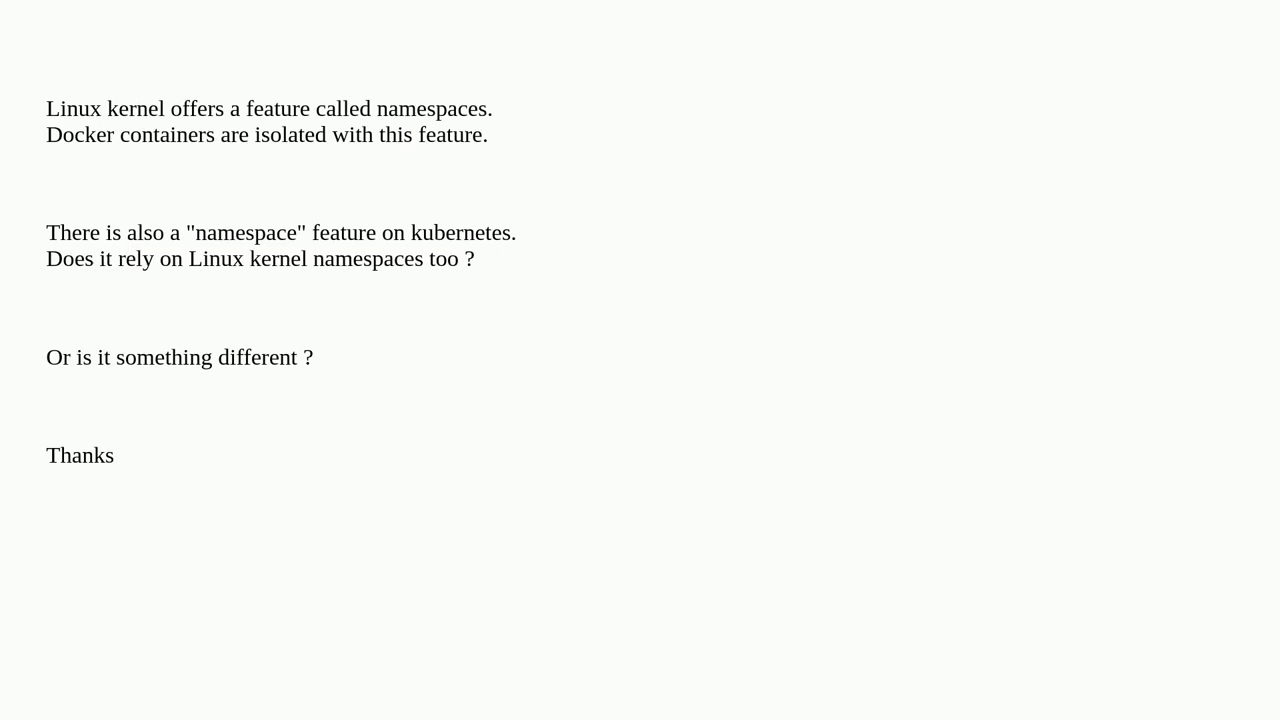 Linux kernel offers a feature called namespaces.
Docker containers are isolated with this feature.
There is also a "namespace" feature on kubernetes.
Does it rely on Linux kernel namespaces too ?
Or is it something different ?
Thanks